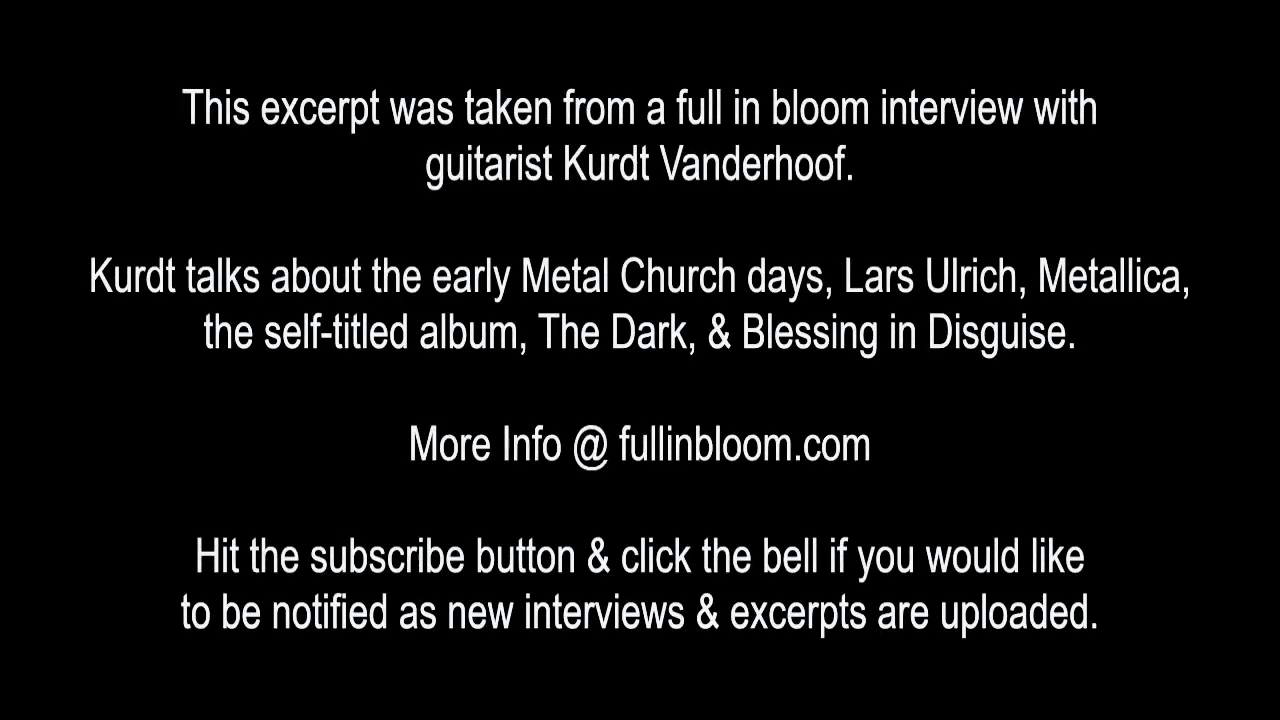 This excerpt was taken from a full in bloom interview with
guitarist Kurdt Vanderhoof.
Kurdt talks about the early Metal Church days, Lars Ulrich, Metallica,
the self-titled album, The Dark, & Blessing in Disguise.
More Info @ fullinbloom.com
Hit the subscribe button & click the bell if you would like
to be notified as new interviews & excerpts are uploaded.